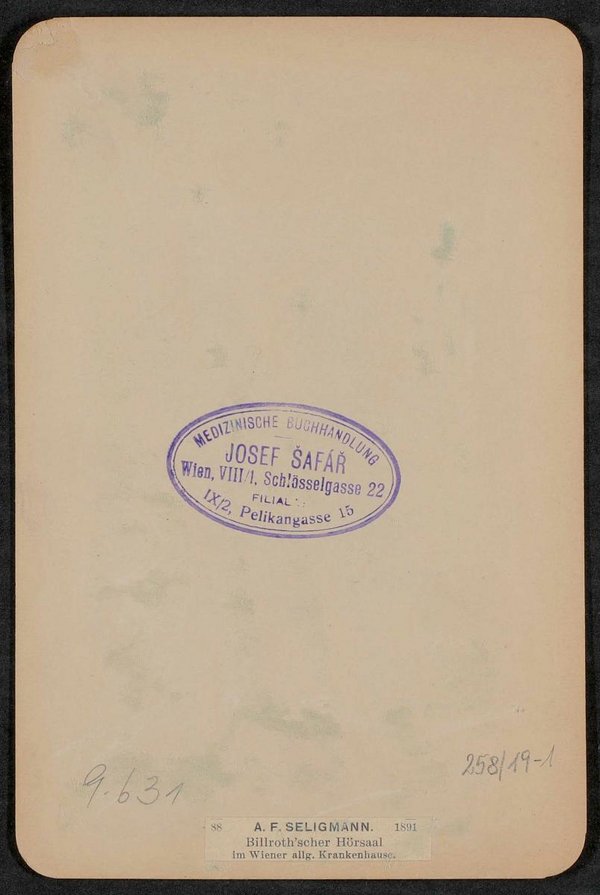 MEDIZINISCHE BUCHHANDLUNG
JOSEF ŠAFÁŘ
Wien, VIII/1, Schlösselgasse 22
FILIAL
IX/2, Pelikangasse 15
9.631
258/19-1
88 A. F. SELIGMANN. 1891
Billroth'scher Hörsaal
im Wiener allg. Krankenhause.